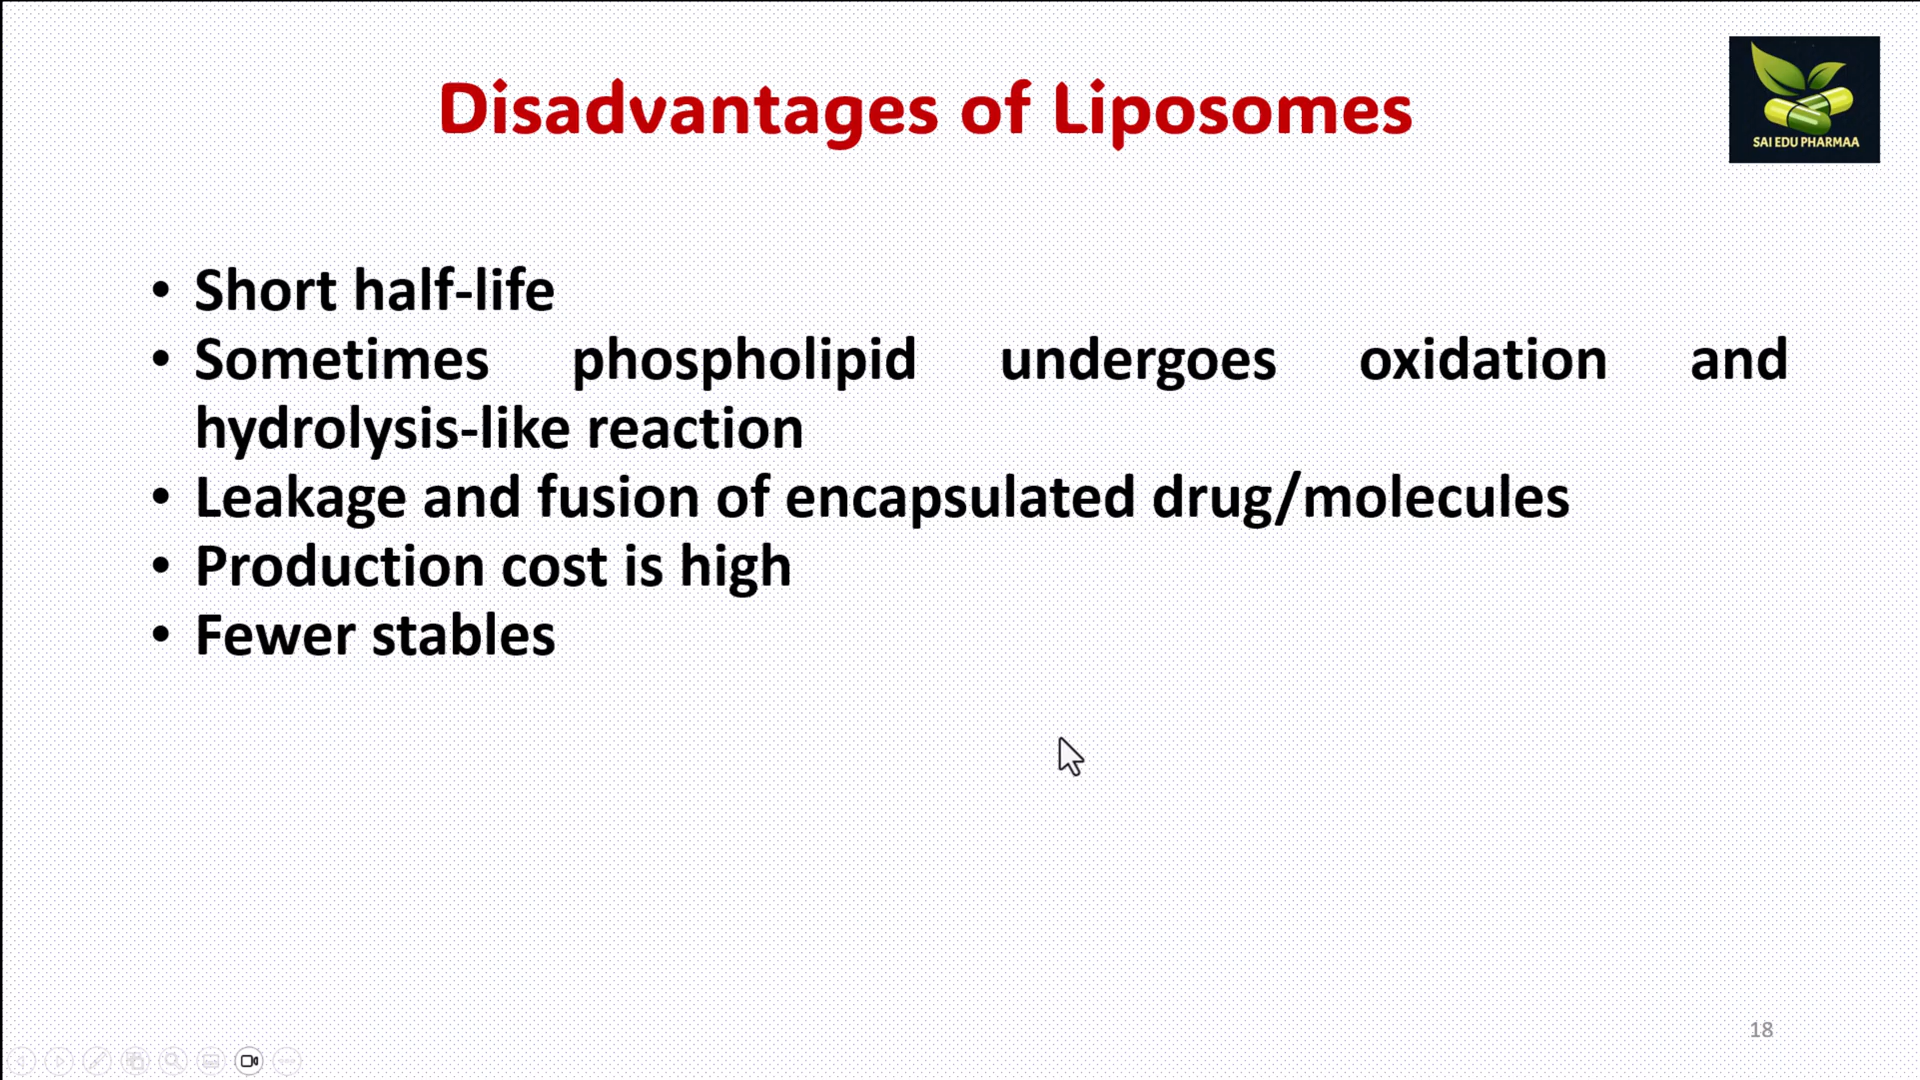 Disadvantages of Liposomes
SAI EDU PHARMAA
• Short half-life
• Sometimes phospholipid undergoes oxidation and
hydrolysis-like reaction
• Leakage and fusion of encapsulated drug/molecules
• Production cost is high
• Fewer stables
18